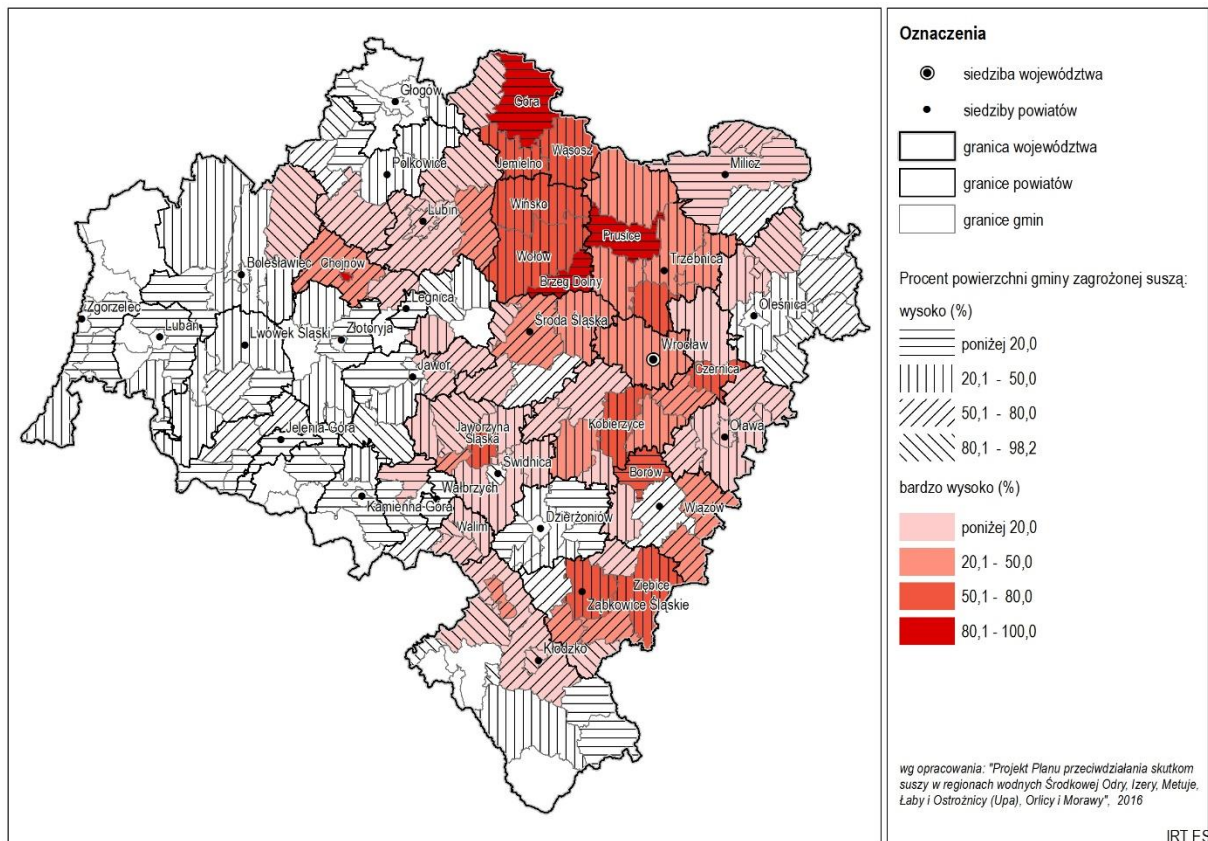 Głogów
Góra
Wąsosz
Jemielno
Polkowice
Milicz
Lubin
Wińsko
Prusice
Wołów
Trzebnica
Chojnów
Bolesławiec
Brzeg Dolny
Legnica
Oleśnica
Zgorzelec
Lubań
Lwówek Śląski
Złotoryja
Środa Śląska
Wrocław
Jawor
Czernica
Jelenia Góra
Jaworzyna
Śląska
Kobierzyce
Oława
Świdnica
Borów
Wałbrzych
Kamienna Góra
Dzierżoniów
Wiązów
Walim
Ziębice
Ząbkowice Śląskie
Kłodzko
Oznaczenia
siedziba województwa
siedziby powiatów
granica województwa
granice powiatów
granice gmin
Procent powierzchni gminy zagrożonej suszą:
wysoko (%)
poniżej 20,0
20,1 - 50,0
50,1 - 80,0
80,1 - 98,2
bardzo wysoko (%)
poniżej 20,0
20,1 - 50,0
50,1 - 80,0
80,1 - 100,0
wg opracowania: "Projekt Planu przeciwdziałania skutkom
suszy w regionach wodnych Środkowej Odry, Izery, Metuje,
Łaby i Ostrożnicy (Upa), Orlicy i Morawy", 2016
IRT ES